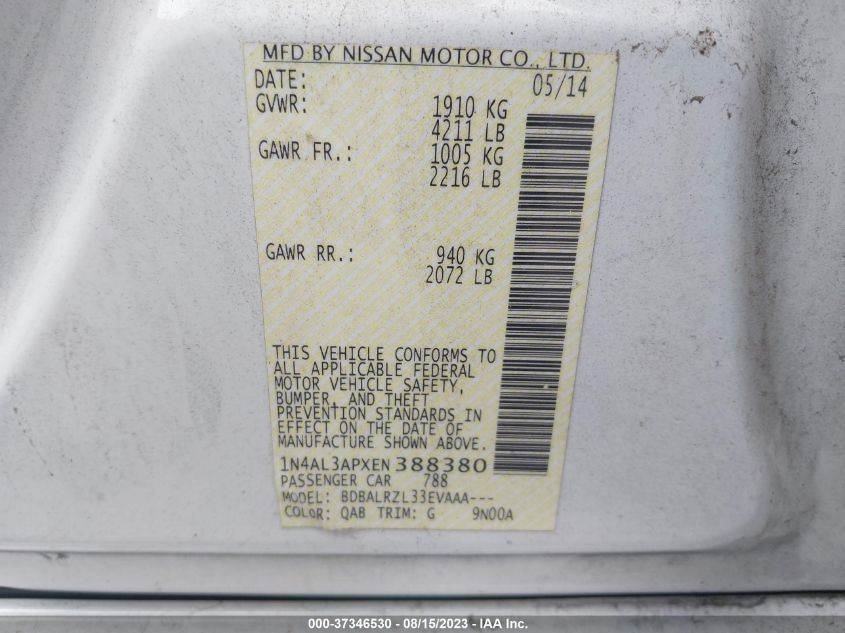 MFD BY NISSAN MOTOR CO., LTD.
DATE: 05/14
GVWR: 1910 KG
4211 LB
GAWR FR.: 1005 KG
2216 LB
GAWR RR.: 940 KG
2072 LB
THIS VEHICLE CONFORMS TO
ALL APPLICABLE FEDERAL
MOTOR VEHICLE SAFETY,
BUMPER, AND THEFT
PREVENTION STANDARDS IN
EFFECT ON THE DATE OF
MANUFACTURE SHOWN ABOVE.
1N4AL3APXEN388380
PASSENGER CAR 788
MODEL: BDBALRZL33EVAAA---
COLOR: QAB TRIM: G 9N00A
000-37346530 - 08/15/2023 - IAA Inc.